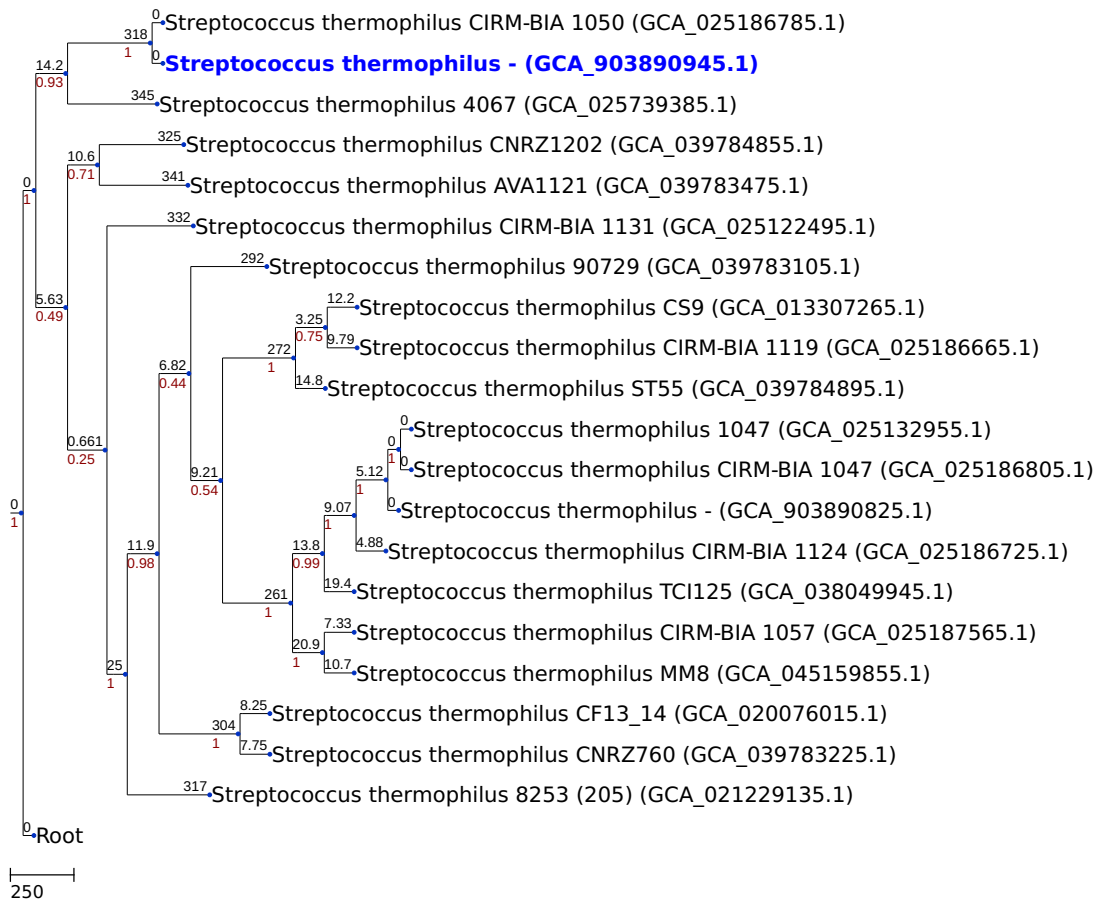 0
Streptococcus thermophilus CIRM-BIA 1050 (GCA_025186785.1)
318
1
0
Streptococcus thermophilus - (GCA_903890945.1)
14.2
0.93
345
Streptococcus thermophilus 4067 (GCA_025739385.1)
325
Streptococcus thermophilus CNRZ1202 (GCA_039784855.1)
10.6
0.71
341
Streptococcus thermophilus AVA1121 (GCA_039783475.1)
0
1
332
Streptococcus thermophilus CIRM-BIA 1131 (GCA_025122495.1)
292
Streptococcus thermophilus 90729 (GCA_039783105.1)
5.63
0.49
12.2
Streptococcus thermophilus CS9 (GCA_013307265.1)
3.25
0.75
9.79
Streptococcus thermophilus CIRM-BIA 1119 (GCA_025186665.1)
272
1
6.82
0.44
14.8
Streptococcus thermophilus ST55 (GCA_039784895.1)
0
Streptococcus thermophilus 1047 (GCA_025132955.1)
0.661
0.25
0
1
0
Streptococcus thermophilus CIRM-BIA 1047 (GCA_025186805.1)
9.21
0.54
5.12
1
0
Streptococcus thermophilus - (GCA_903890825.1)
0
1
9.07
1
4.88
Streptococcus thermophilus CIRM-BIA 1124 (GCA_025186725.1)
11.9
0.98
13.8
0.99
19.4
Streptococcus thermophilus TCI125 (GCA_038049945.1)
261
1
7.33
Streptococcus thermophilus CIRM-BIA 1057 (GCA_025187565.1)
20.9
1
10.7
Streptococcus thermophilus MM8 (GCA_045159855.1)
25
1
8.25
Streptococcus thermophilus CF13_14 (GCA_020076015.1)
304
1
7.75
Streptococcus thermophilus CNRZ760 (GCA_039783225.1)
317
Streptococcus thermophilus 8253 (205) (GCA_021229135.1)
0
Root
250